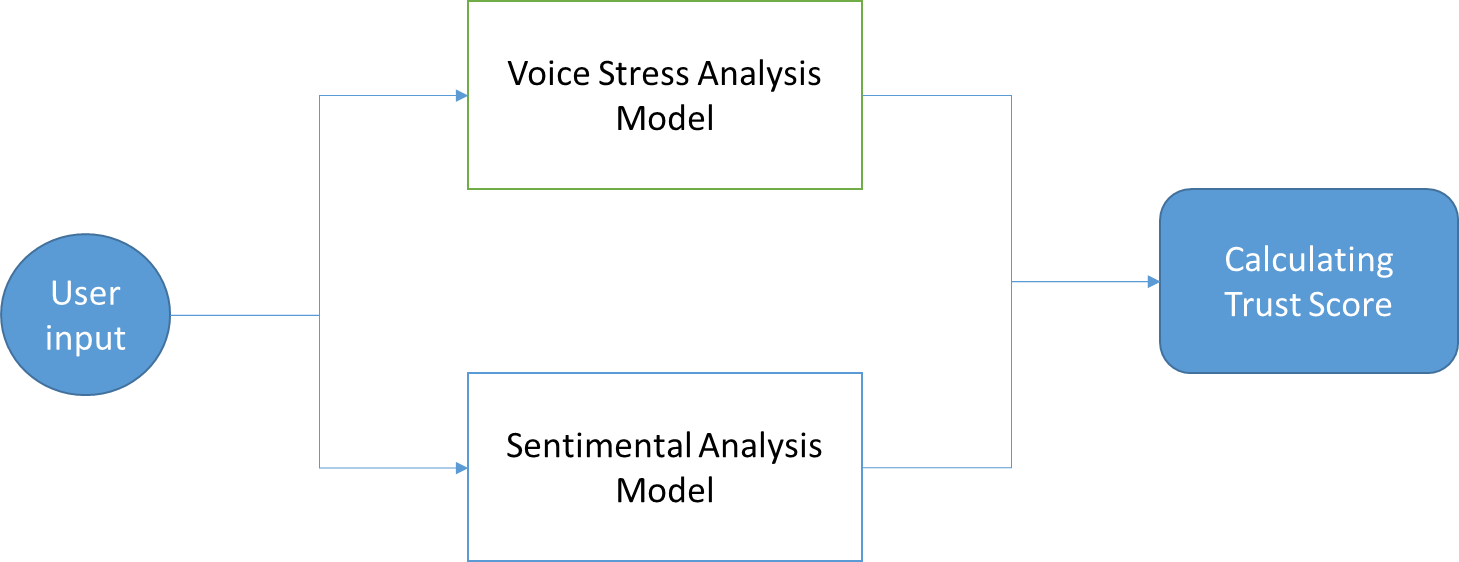 Voice Stress Analysis
Model
User
input
Calculating
Trust Score
Sentimental Analysis
Model